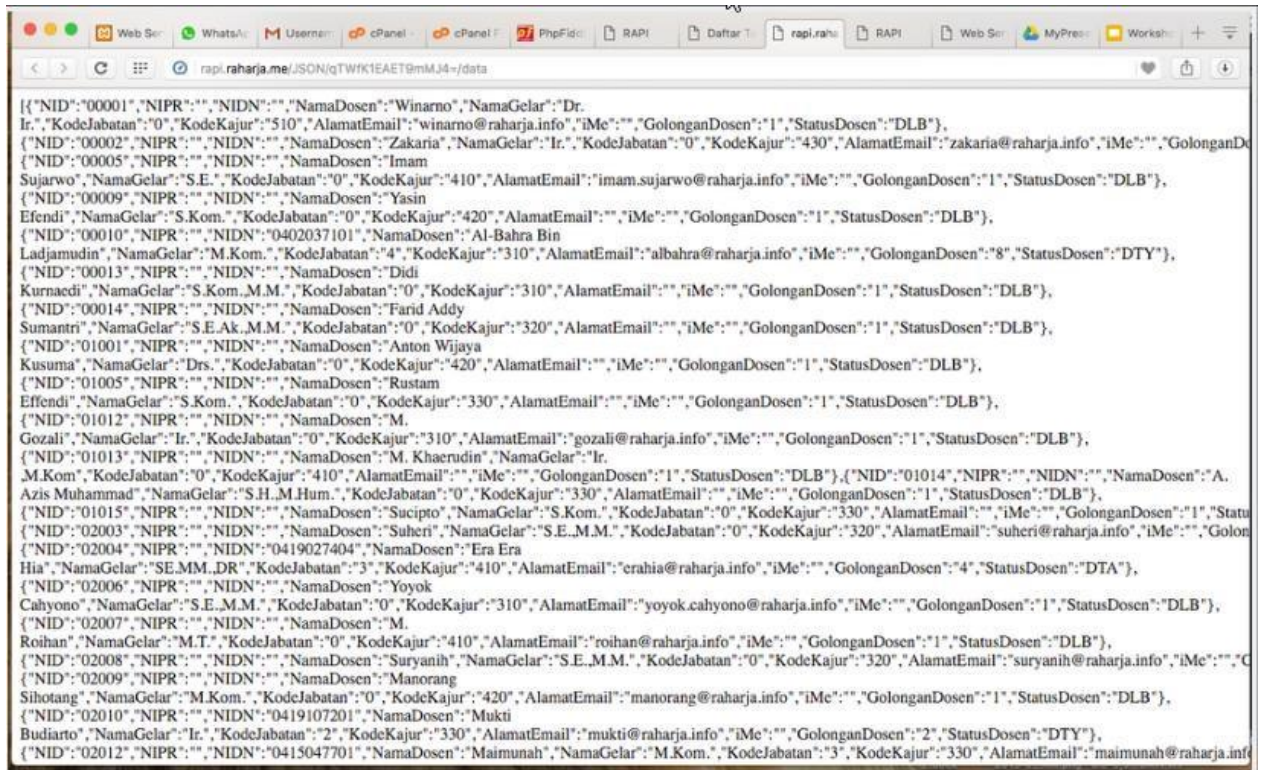 Web Ser WhatsAp Usernam cPanel - cPanel F PhpFido RAPI Daftar T rapi.raha RAPI Web Ser MyPres Worksh
rapi.raharja.me/JSON/qTWfK1EAET9mMJ4=/data
[{"NID":"00001","NIPR":"","NIDN":"","NamaDosen":"Winarno","NamaGelar":"Dr.
Ir.","KodeJabatan":"0","KodeKajur":"510","AlamatEmail":"winarno@raharja.info","iMe":"","GolonganDosen":"1","StatusDosen":"DLB"},
{"NID":"00002","NIPR":"","NIDN":"","NamaDosen":"Zakaria","NamaGelar":"Ir.","KodeJabatan":"0","KodeKajur":"430","AlamatEmail":"zakaria@raharja.info","iMe":"","GolonganDo
{"NID":"00005","NIPR":"","NIDN":"","NamaDosen":"Imam
Sujarwo","NamaGelar":"S.E.","KodeJabatan":"0","KodeKajur":"410","AlamatEmail":"imam.sujarwo@raharja.info","iMe":"","GolonganDosen":"1","StatusDosen":"DLB"},
{"NID":"00009","NIPR":"","NIDN":"","NamaDosen":"Yasin
Efendi","NamaGelar":"S.Kom.","KodeJabatan":"0","KodeKajur":"420","AlamatEmail":"","iMe":"","GolonganDosen":"1","StatusDosen":"DLB"},
{"NID":"00010","NIPR":"","NIDN":"0402037101","NamaDosen":"Al-Bahra Bin
Ladjamudin","NamaGelar":"M.Kom.","KodeJabatan":"4","KodeKajur":"310","AlamatEmail":"albahra@raharja.info","iMe":"","GolonganDosen":"8","StatusDosen":"DTY"},
{"NID":"00013","NIPR":"","NIDN":"","NamaDosen":"Didi
Kurnaedi","NamaGelar":"S.Kom.,M.M.","KodeJabatan":"0","KodeKajur":"310","AlamatEmail":"","iMe":"","GolonganDosen":"1","StatusDosen":"DLB"},
{"NID":"00014","NIPR":"","NIDN":"","NamaDosen":"Farid Addy
Sumantri","NamaGelar":"S.E.Ak.,M.M.","KodeJabatan":"0","KodeKajur":"320","AlamatEmail":"","iMe":"","GolonganDosen":"1","StatusDosen":"DLB"},
{"NID":"01001","NIPR":"","NIDN":"","NamaDosen":"Anton Wijaya
Kusuma","NamaGelar":"Drs.","KodeJabatan":"0","KodeKajur":"420","AlamatEmail":"","iMe":"","GolonganDosen":"1","StatusDosen":"DLB"},
{"NID":"01005","NIPR":"","NIDN":"","NamaDosen":"Rustam
Effendi","NamaGelar":"S.Kom.","KodeJabatan":"0","KodeKajur":"330","AlamatEmail":"","iMe":"","GolonganDosen":"1","StatusDosen":"DLB"},
{"NID":"01012","NIPR":"","NIDN":"","NamaDosen":"M.
Gozali","NamaGelar":"Ir.","KodeJabatan":"0","KodeKajur":"310","AlamatEmail":"gozali@raharja.info","iMe":"","GolonganDosen":"1","StatusDosen":"DLB"},
{"NID":"01013","NIPR":"","NIDN":"","NamaDosen":"M. Khaerudin","NamaGelar":"Ir.
,M.Kom","KodeJabatan":"0","KodeKajur":"410","AlamatEmail":"","iMe":"","GolonganDosen":"1","StatusDosen":"DLB"},{"NID":"01014","NIPR":"","NIDN":"","NamaDosen":"A.
Azis Muhammad","NamaGelar":"S.H.,M.Hum.","KodeJabatan":"0","KodeKajur":"330","AlamatEmail":"","iMe":"","GolonganDosen":"1","StatusDosen":"DLB"},
{"NID":"01015","NIPR":"","NIDN":"","NamaDosen":"Sucipto","NamaGelar":"S.Kom.","KodeJabatan":"0","KodeKajur":"330","AlamatEmail":"","iMe":"","GolonganDosen":"1","Statu
{"NID":"02003","NIPR":"","NIDN":"","NamaDosen":"Suheri","NamaGelar":"S.E.,M.M.","KodeJabatan":"0","KodeKajur":"320","AlamatEmail":"suheri@raharja.info","iMe":"","Golon
{"NID":"02004","NIPR":"","NIDN":"0419027404","NamaDosen":"Era Era
Hia","NamaGelar":"SE.MM.,DR","KodeJabatan":"3","KodeKajur":"410","AlamatEmail":"erahia@raharja.info","iMe":"","GolonganDosen":"4","StatusDosen":"DTA"},
{"NID":"02006","NIPR":"","NIDN":"","NamaDosen":"Yoyok
Cahyono","NamaGelar":"S.E.,M.M.","KodeJabatan":"0","KodeKajur":"310","AlamatEmail":"yoyok.cahyono@raharja.info","iMe":"","GolonganDosen":"1","StatusDosen":"DLB"},
{"NID":"02007","NIPR":"","NIDN":"","NamaDosen":"M.
Roihan","NamaGelar":"M.T.","KodeJabatan":"0","KodeKajur":"410","AlamatEmail":"roihan@raharja.info","iMe":"","GolonganDosen":"1","StatusDosen":"DLB"},
{"NID":"02008","NIPR":"","NIDN":"","NamaDosen":"Suryanih","NamaGelar":"S.E.,M.M.","KodeJabatan":"0","KodeKajur":"320","AlamatEmail":"suryanih@raharja.info","iMe":"","G
{"NID":"02009","NIPR":"","NIDN":"","NamaDosen":"Manorang
Sihotang","NamaGelar":"M.Kom.","KodeJabatan":"0","KodeKajur":"420","AlamatEmail":"manorang@raharja.info","iMe":"","GolonganDosen":"1","StatusDosen":"DLB"},
{"NID":"02010","NIPR":"","NIDN":"0419107201","NamaDosen":"Mukti
Budiarto","NamaGelar":"Ir.","KodeJabatan":"2","KodeKajur":"330","AlamatEmail":"mukti@raharja.info","iMe":"","GolonganDosen":"2","StatusDosen":"DTY"},
{"NID":"02012","NIPR":"","NIDN":"0415047701","NamaDosen":"Maimunah","NamaGelar":"M.Kom.","KodeJabatan":"3","KodeKajur":"330","AlamatEmail":"maimunah@raharja.info